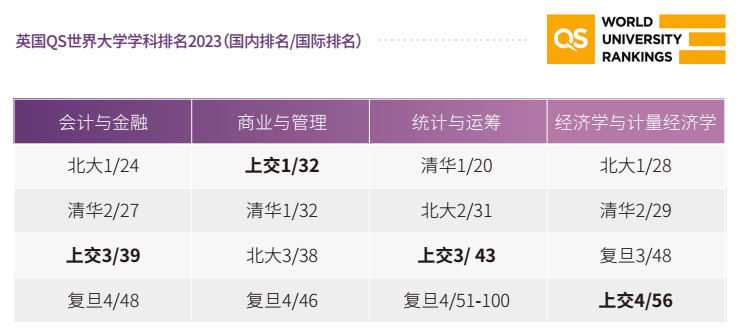 英国QS世界大学学科排名2023（国内排名/国际排名）
QS WORLD
UNIVERSITY
RANKINGS
会计与金融 商业与管理 统计与运筹 经济学与计量经济学
北大1/24 上交1/32 清华1/20 北大1/28
清华2/27 清华1/32 北大2/31 清华2/29
上交3/39 北大3/38 上交3/ 43 复旦3/48
复旦4/48 复旦4/46 复旦4/51-100 上交4/56